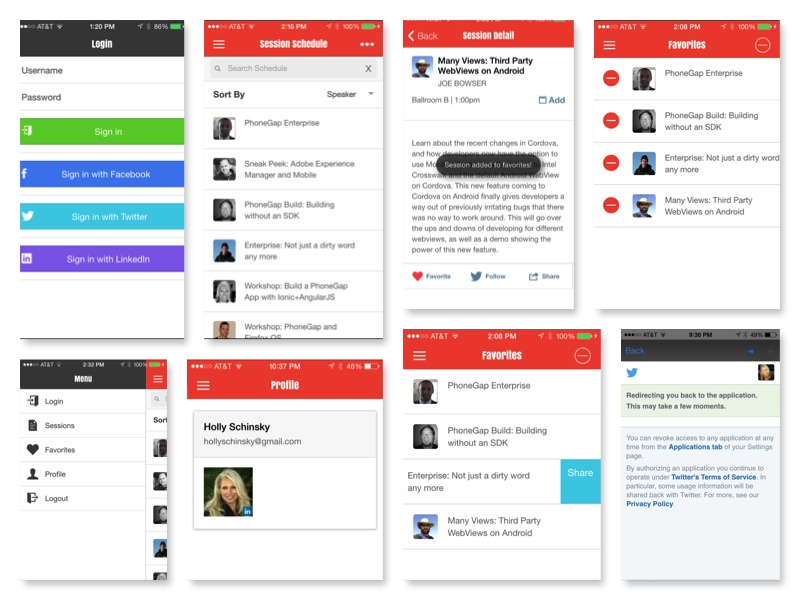 AT&T 1:20 PM 86%
Login
Username
Password
Sign in
Sign in with Facebook
Sign in with Twitter
Sign in with LinkedIn
AT&T 2:15 PM 100%
Session Schedule
Search Schedule X
Sort By Speaker
PhoneGap Enterprise
Sneak Peek: Adobe Experience
Manager and Mobile
PhoneGap Build: Building
without an SDK
Enterprise: Not just a dirty word
any more
Workshop: Build a PhoneGap
App with Ionic+AngularJS
Workshop: PhoneGap and
Firefox OS
Back Session Detail
Many Views: Third Party
WebViews on Android
JOE BOWSER
Ballroom B | 1:00pm Add
Learn about the recent changes in Cordova,
and how developers now have the option to
Session added to favorites!
use Intel
and the default Android WebView
on Cordova. This new feature coming to
Cordova on Android finally gives developers a
way out of previously irritating bugs that there
was no way to work around. This will go over
the ups and downs of developing for different
webviews, as well as a demo showing the
power of this new feature.
Favorite Follow Share
AT&T 2:08 PM 100%
Favorites
PhoneGap Enterprise
PhoneGap Build: Building
without an SDK
Enterprise: Not just a dirty word
any more
Many Views: Third Party
WebViews on Android
AT&T 2:32 PM 100%
Menu
Login
Sessions
Favorites
Profile
Logout
Sort
AT&T 10:37 PM 46%
Profile
Holly Schinsky
hollyschinsky@gmail.com
in
AT&T 2:08 PM 100%
Favorites
PhoneGap Enterprise
PhoneGap Build: Building
without an SDK
Enterprise: Not just a dirty word
any more
Share
Many Views: Third Party
WebViews on Android
AT&T 9:36 PM 49%
Back
Redirecting you back to the application.
This may take a few moments.
You can revoke access to any application at any
time from the Applications tab of your Settings
page.
By authorizing an application you continue to
operate under Twitter's Terms of Service. In
particular, some usage information will be
shared back with Twitter. For more, see our
Privacy Policy.